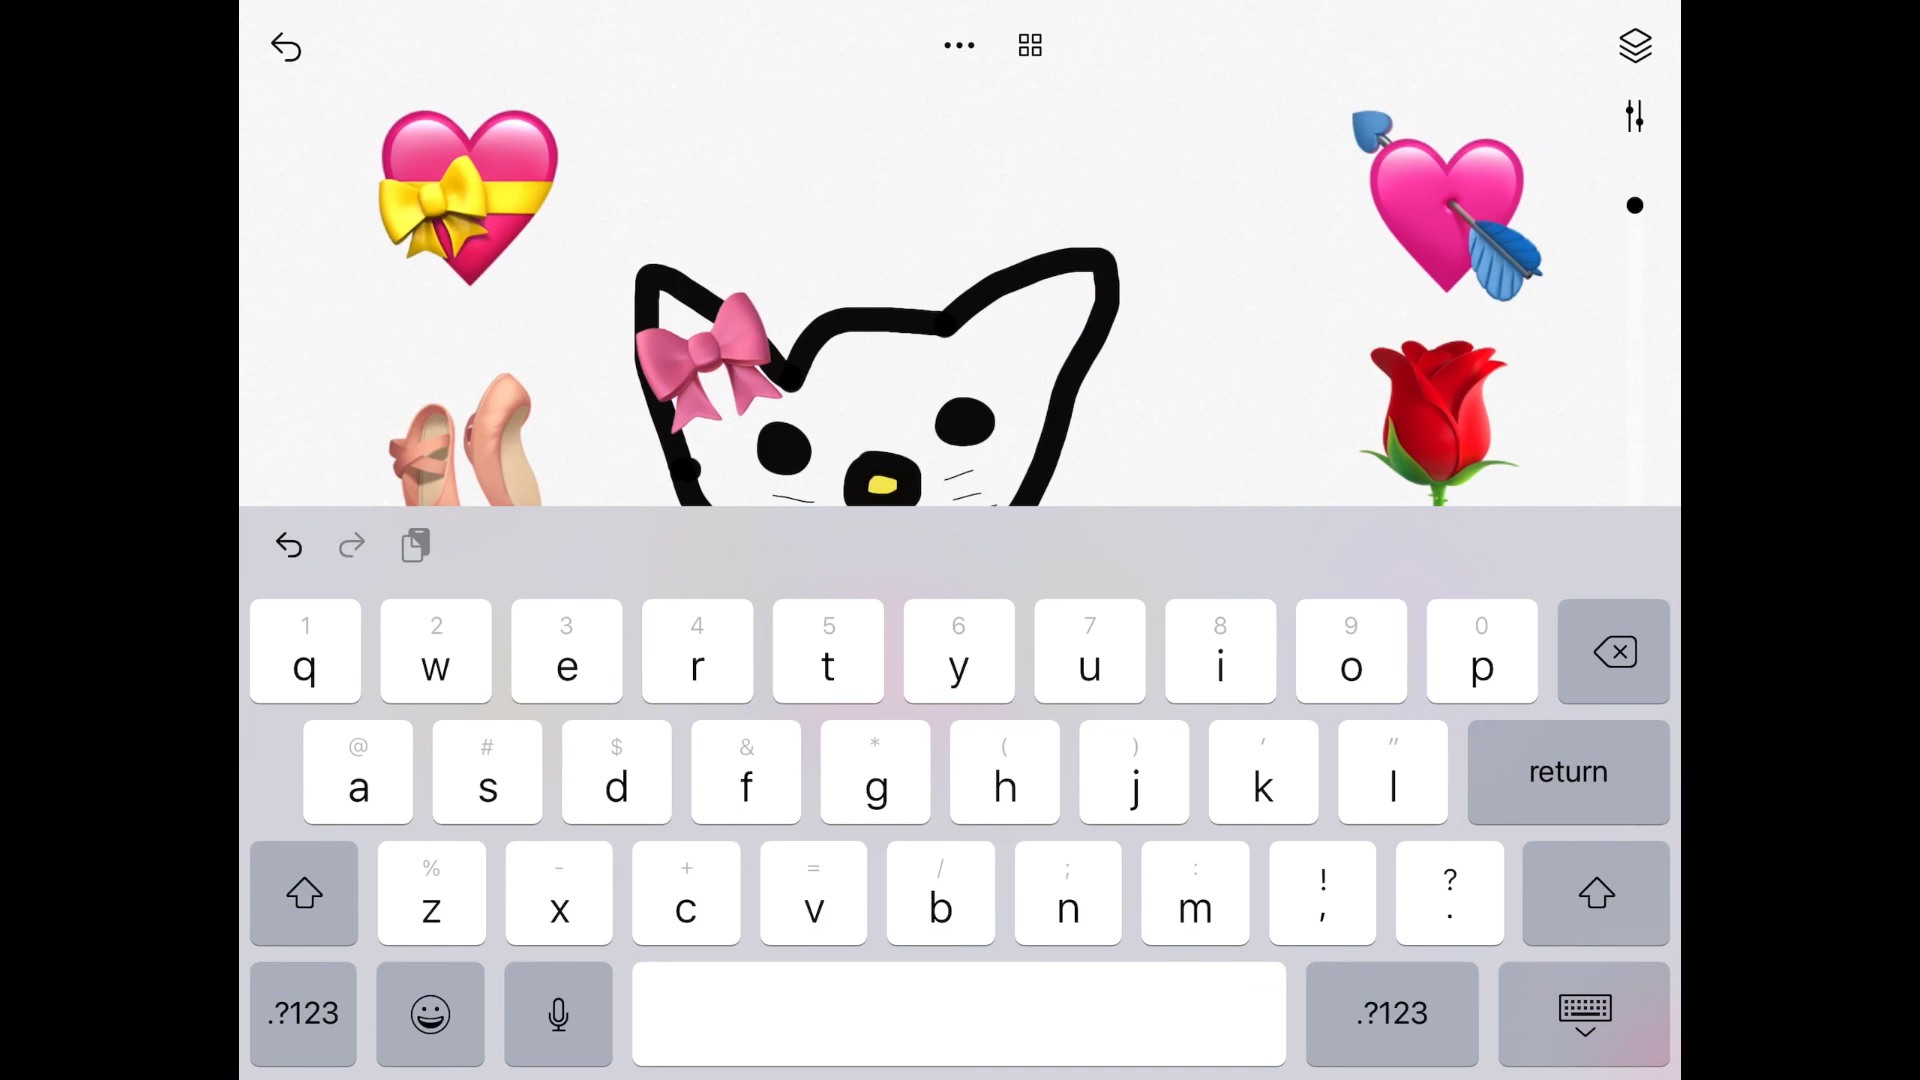 1 2 3 4 5 6 7 8 9 0
q w e r t y u i o p
@ # $ & * ( ) ' "
a s d f g h j k l return
% - + = / ; : ! ?
z x c v b n m , .
.?123 .?123